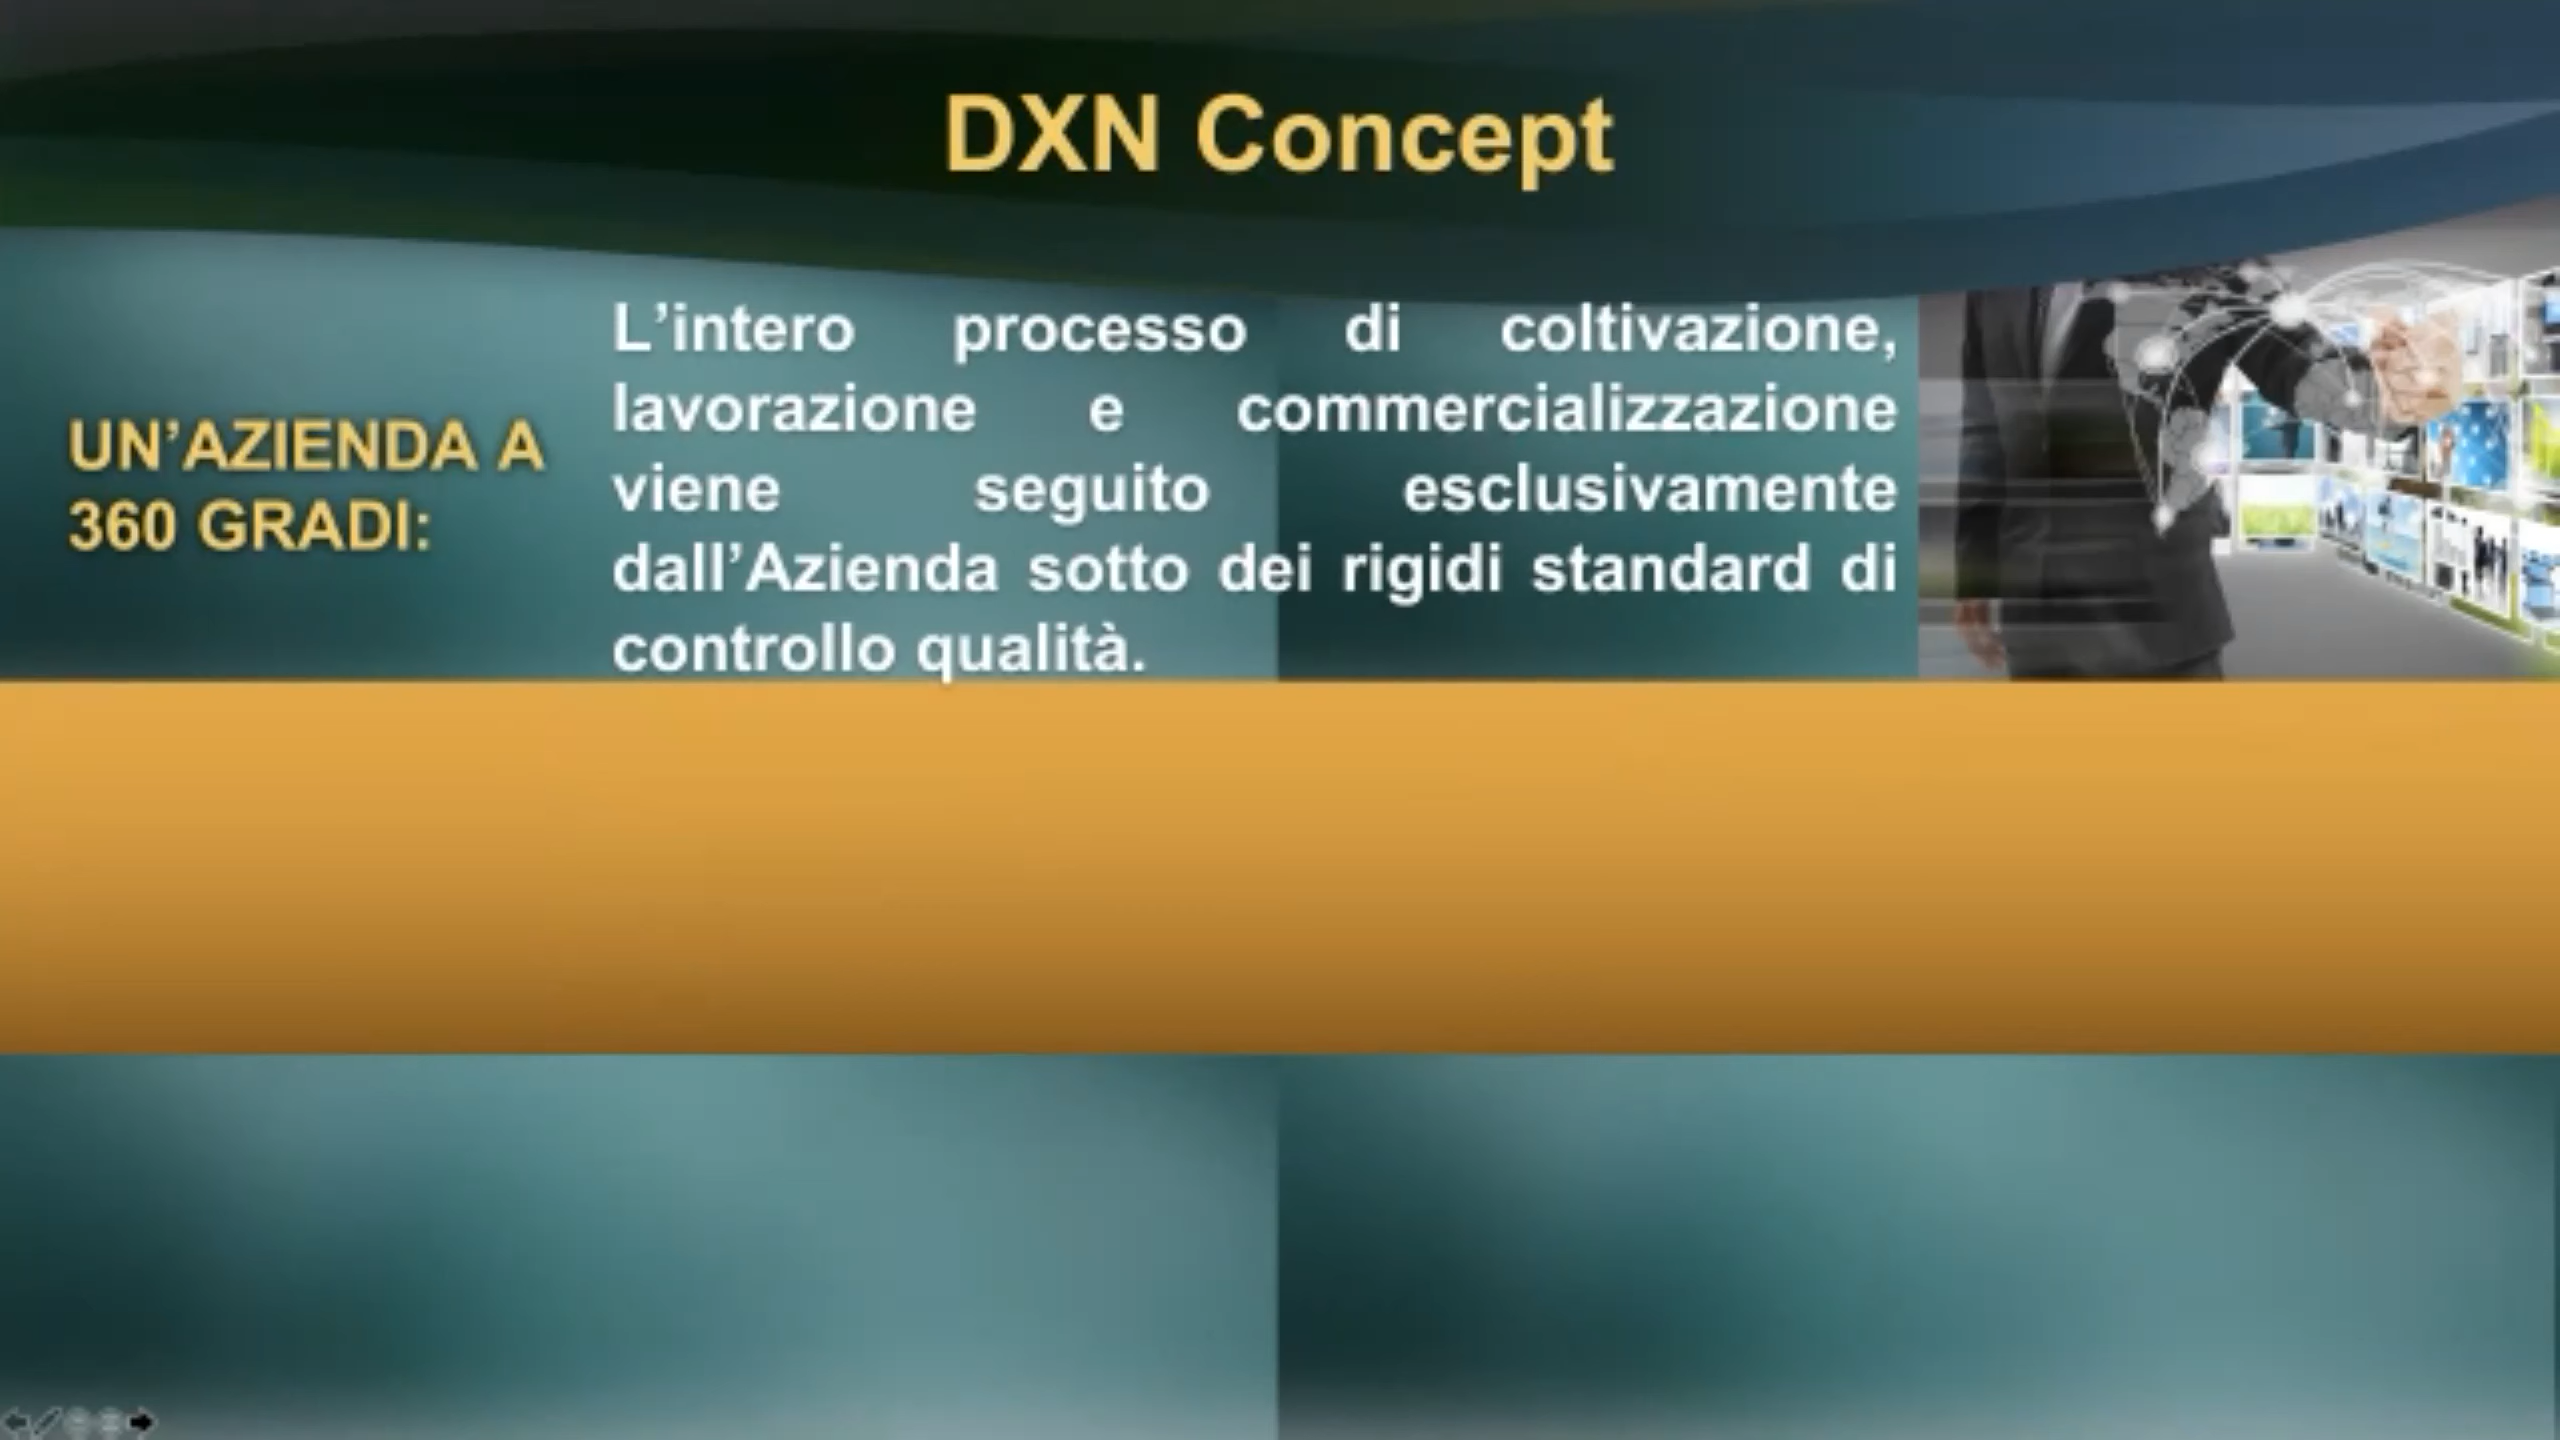 DXN Concept
UN’AZIENDA A
360 GRADI:
L’intero processo di coltivazione,
lavorazione e commercializzazione
viene seguito esclusivamente
dall’Azienda sotto dei rigidi standard di
controllo qualità.